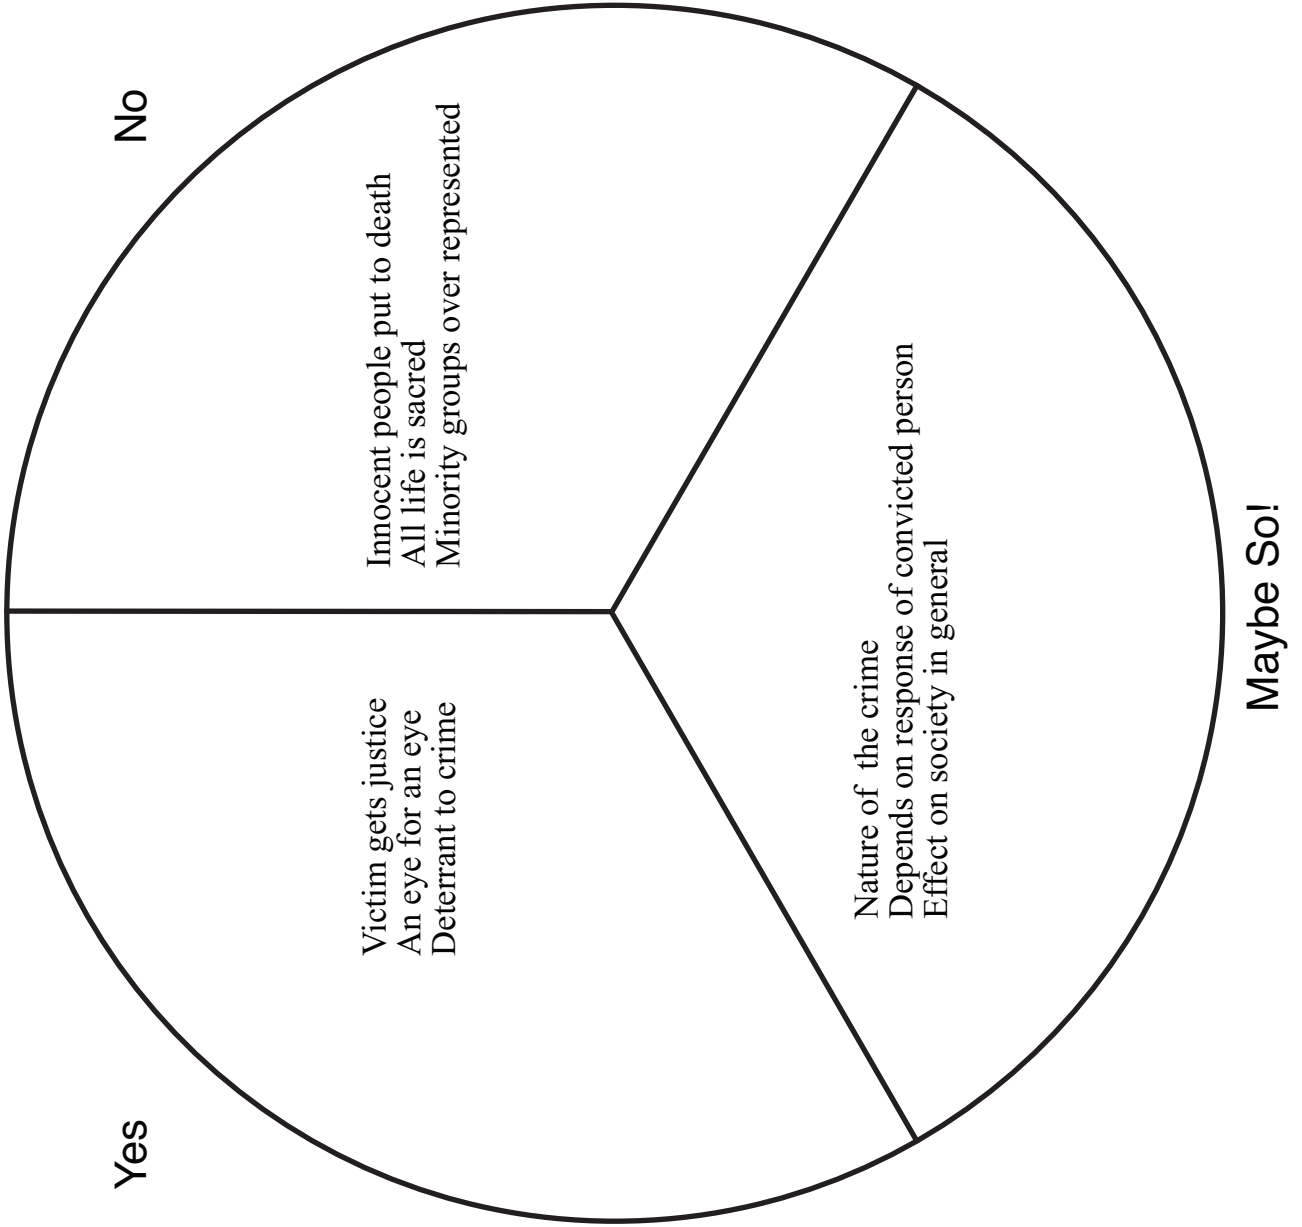 Yes
No
Victim gets justice
An eye for an eye
Deterrant to crime
Innocent people put to death
All life is sacred
Minority groups over represented
Nature of  the crime
Depends on response of convicted person
Effect on society in general
Maybe So!